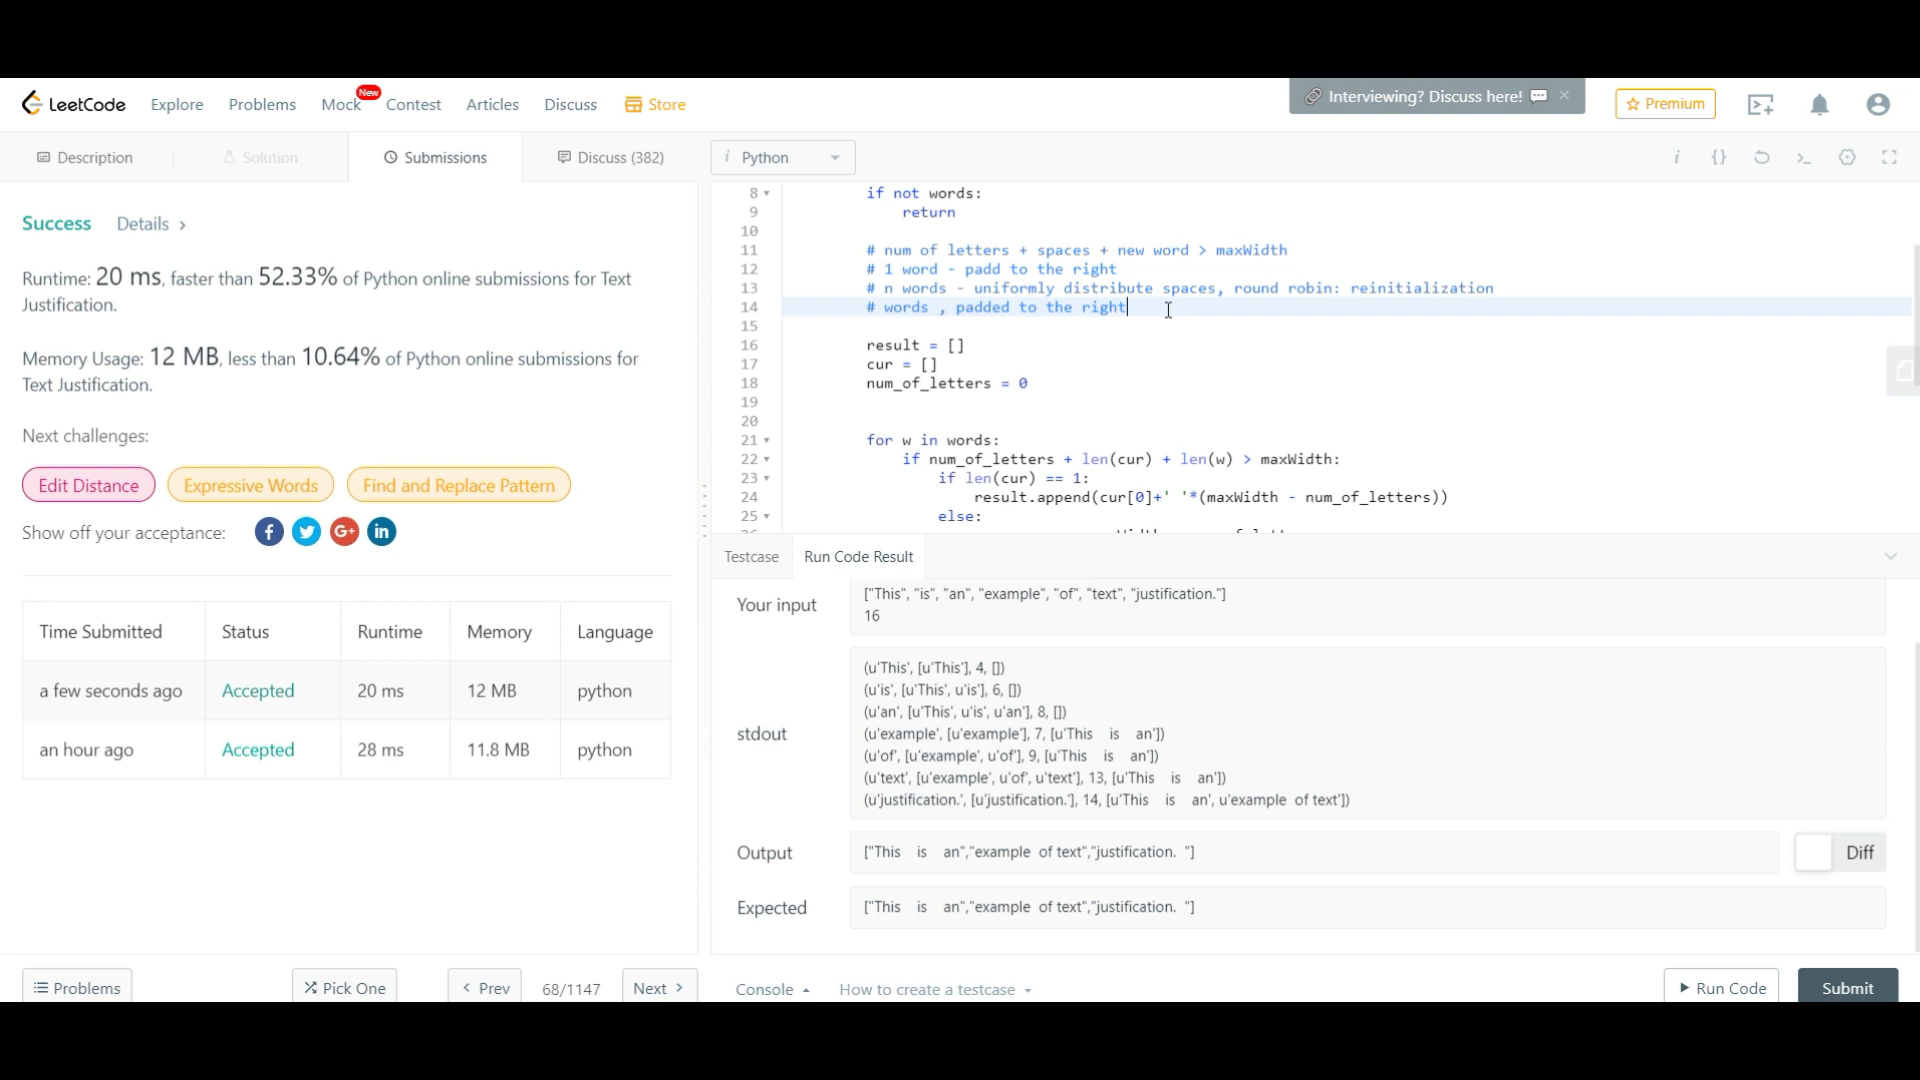 LeetCode Explore Problems Mock New Contest Articles Discuss Store
Interviewing? Discuss here! Premium
Description Solution Submissions Discuss (382)
i Python
Success Details >
Runtime: 20 ms, faster than 52.33% of Python online submissions for Text
Justification.
Memory Usage: 12 MB, less than 10.64% of Python online submissions for
Text Justification.
Next challenges:
Edit Distance Expressive Words Find and Replace Pattern
Show off your acceptance:
Time Submitted Status Runtime Memory Language
a few seconds ago Accepted 20 ms 12 MB python
an hour ago Accepted 28 ms 11.8 MB python
8 if not words:
9 return
10
11 # num of letters + spaces + new word > maxWidth
12 # 1 word - padd to the right
13 # n words - uniformly distribute spaces, round robin: reinitialization
14 # words , padded to the right
15
16 result = []
17 cur = []
18 num_of_letters = 0
19
20
21 for w in words:
22 if num_of_letters + len(cur) + len(w) > maxWidth:
23 if len(cur) == 1:
24 result.append(cur[0]+' '*(maxWidth - num_of_letters))
25 else:
Testcase Run Code Result
Your input
["This", "is", "an", "example", "of", "text", "justification."]
16
stdout
(u'This', [u'This'], 4, [])
(u'is', [u'This', u'is'], 6, [])
(u'an', [u'This', u'is', u'an'], 8, [])
(u'example', [u'example'], 7, [u'This    is    an'])
(u'of', [u'example', u'of'], 9, [u'This    is    an'])
(u'text', [u'example', u'of', u'text'], 13, [u'This    is    an'])
(u'justification.', [u'justification.'], 14, [u'This    is    an', u'example  of text'])
Output ["This    is    an","example  of text","justification.  "] Diff
Expected ["This    is    an","example  of text","justification.  "]
Problems Pick One < Prev 68/1147 Next >
Console How to create a testcase Run Code Submit